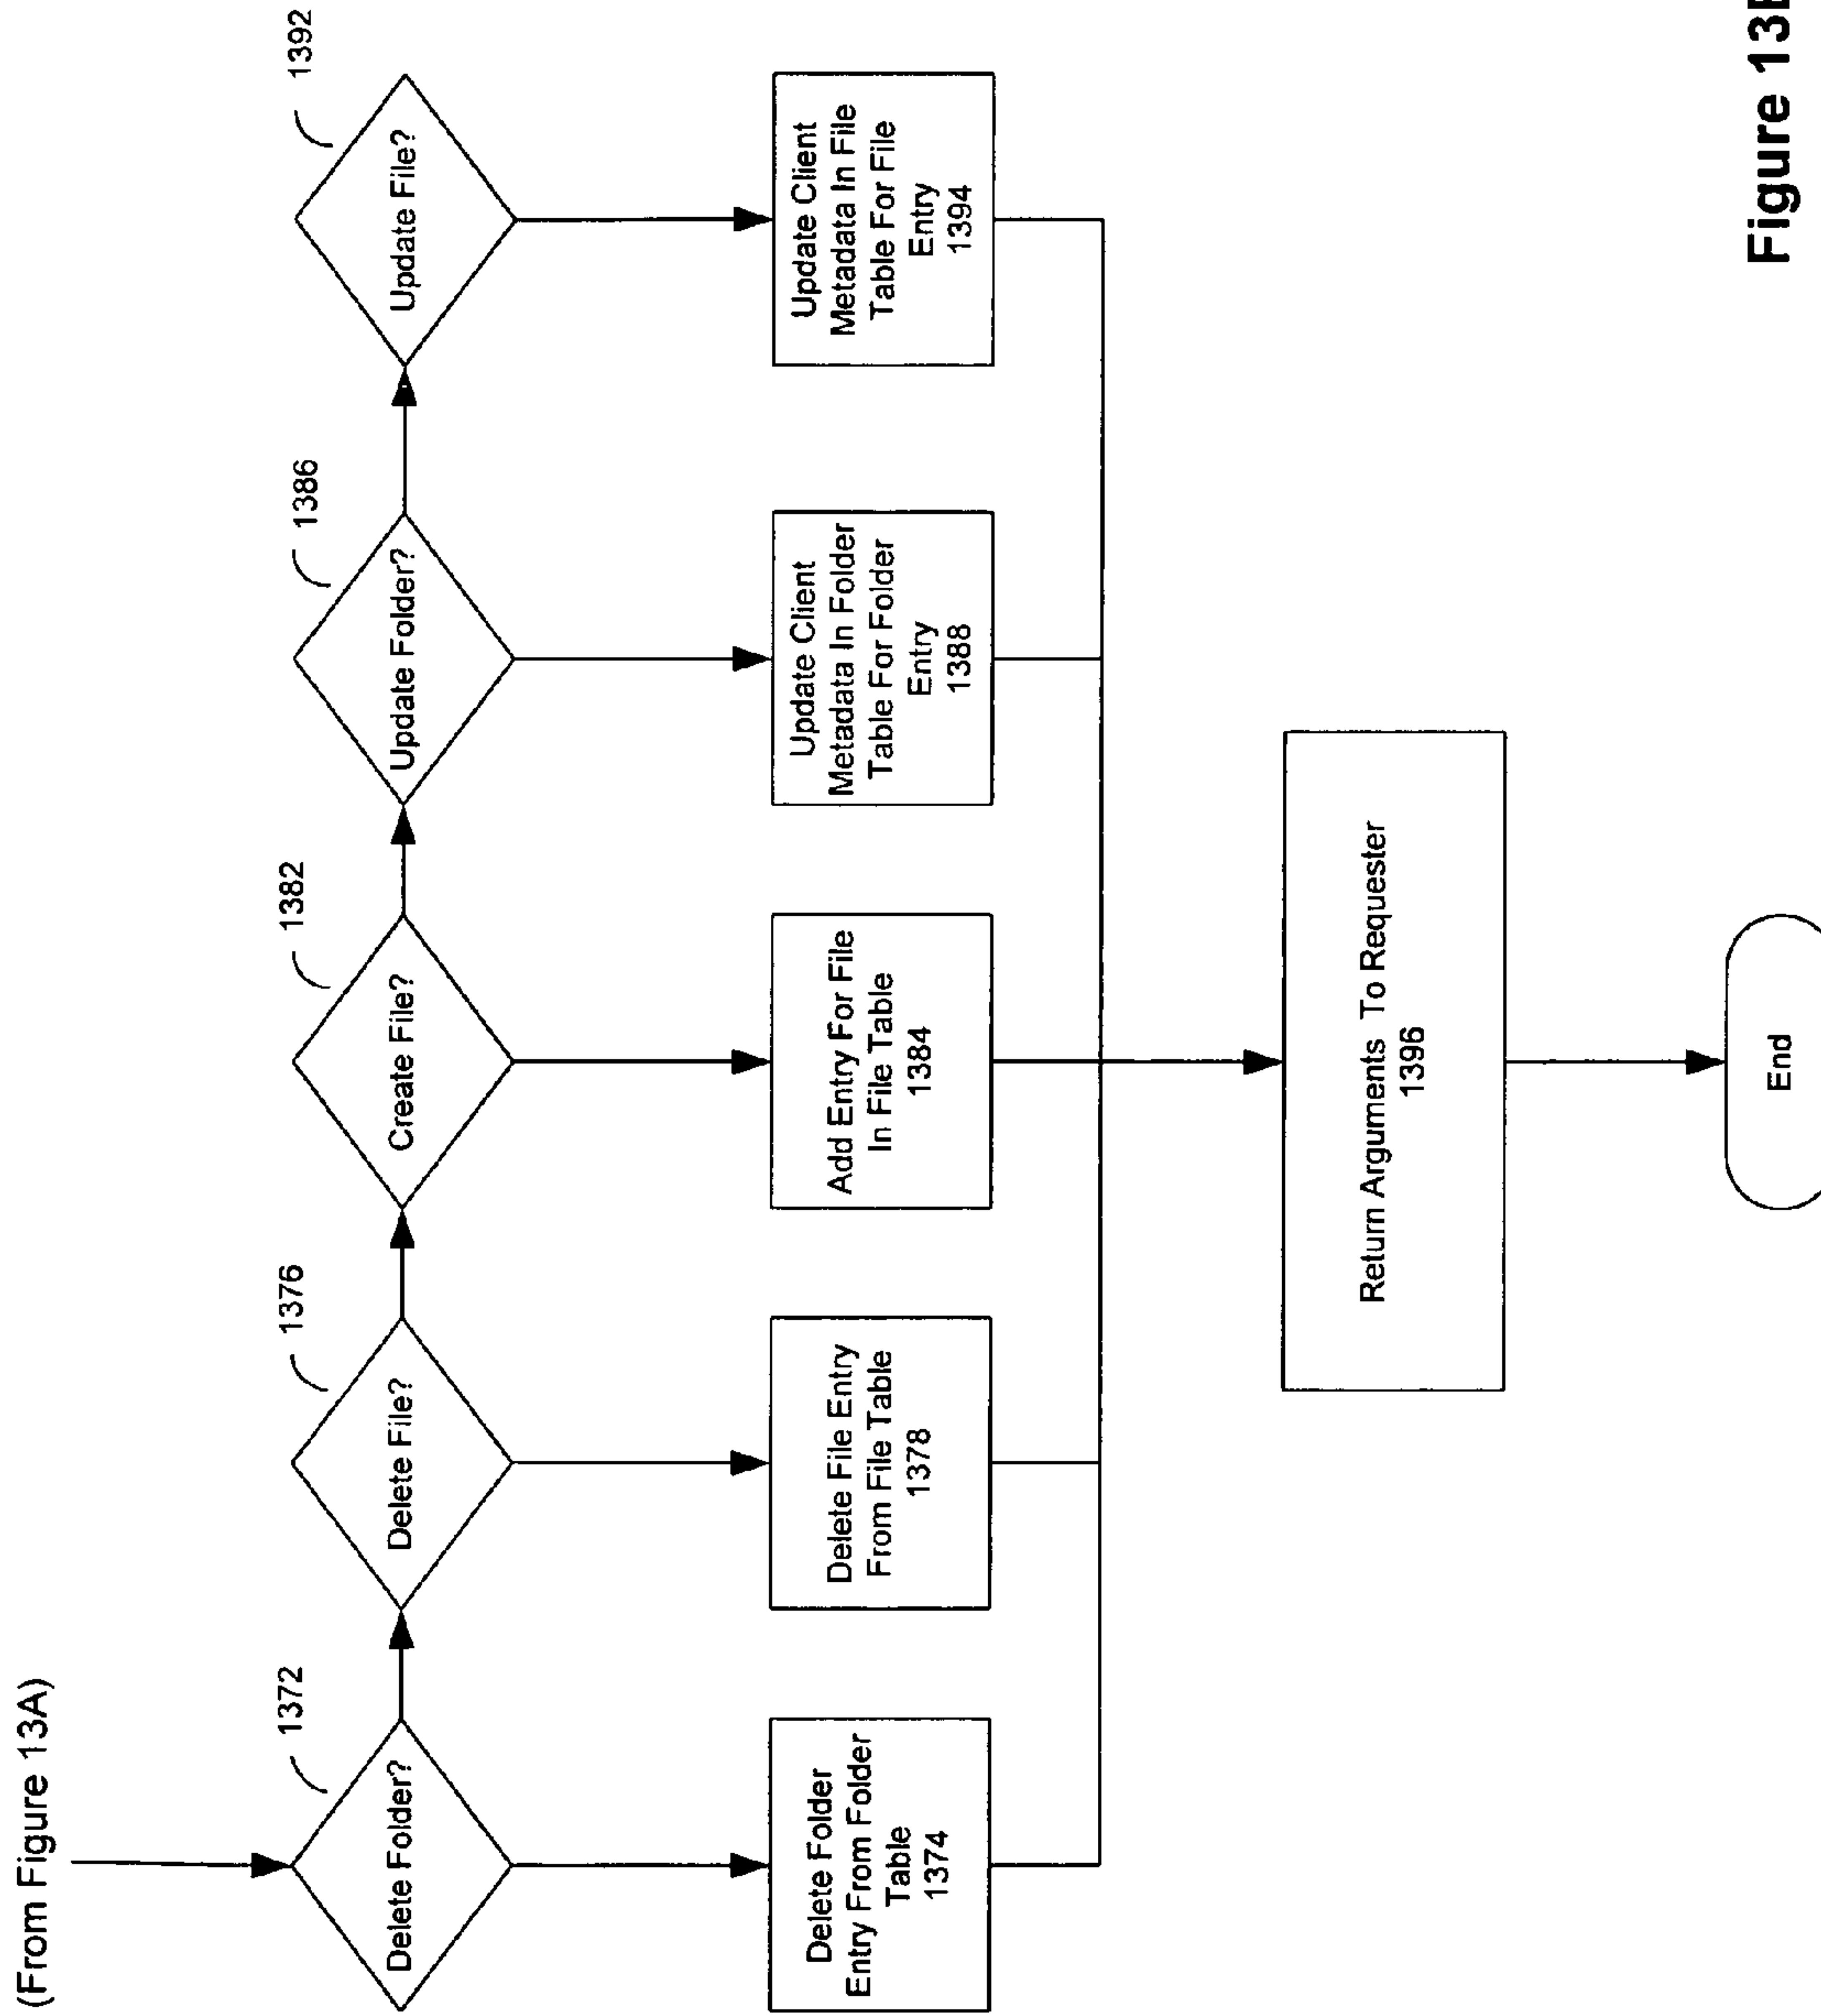 (From Figure 13A)
1372
Delete Folder?
1376
Delete File?
1382
Create File?
1386
Update Folder?
1392
Update File?
Delete Folder
Entry From Folder
Table
1374
Delete File Entry
From File Table
1378
Add Entry For File
In File Table
1384
Update Client
Metadata In Folder
Table For Folder
Entry
1388
Update Client
Metadata In File
Table For File
Entry
1394
Return Arguments To Requester
1396
End
Figure